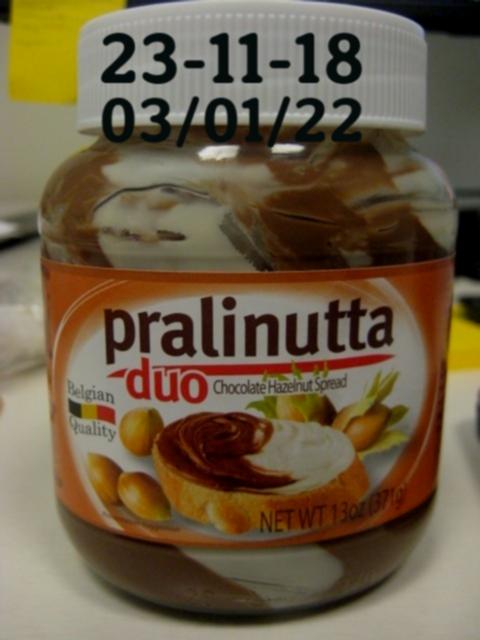 23-11-18
03/01/22
pralinutta
duo Chocolate Hazelnut Spread
Belgian
Quality
NET WT 13oz (371g)